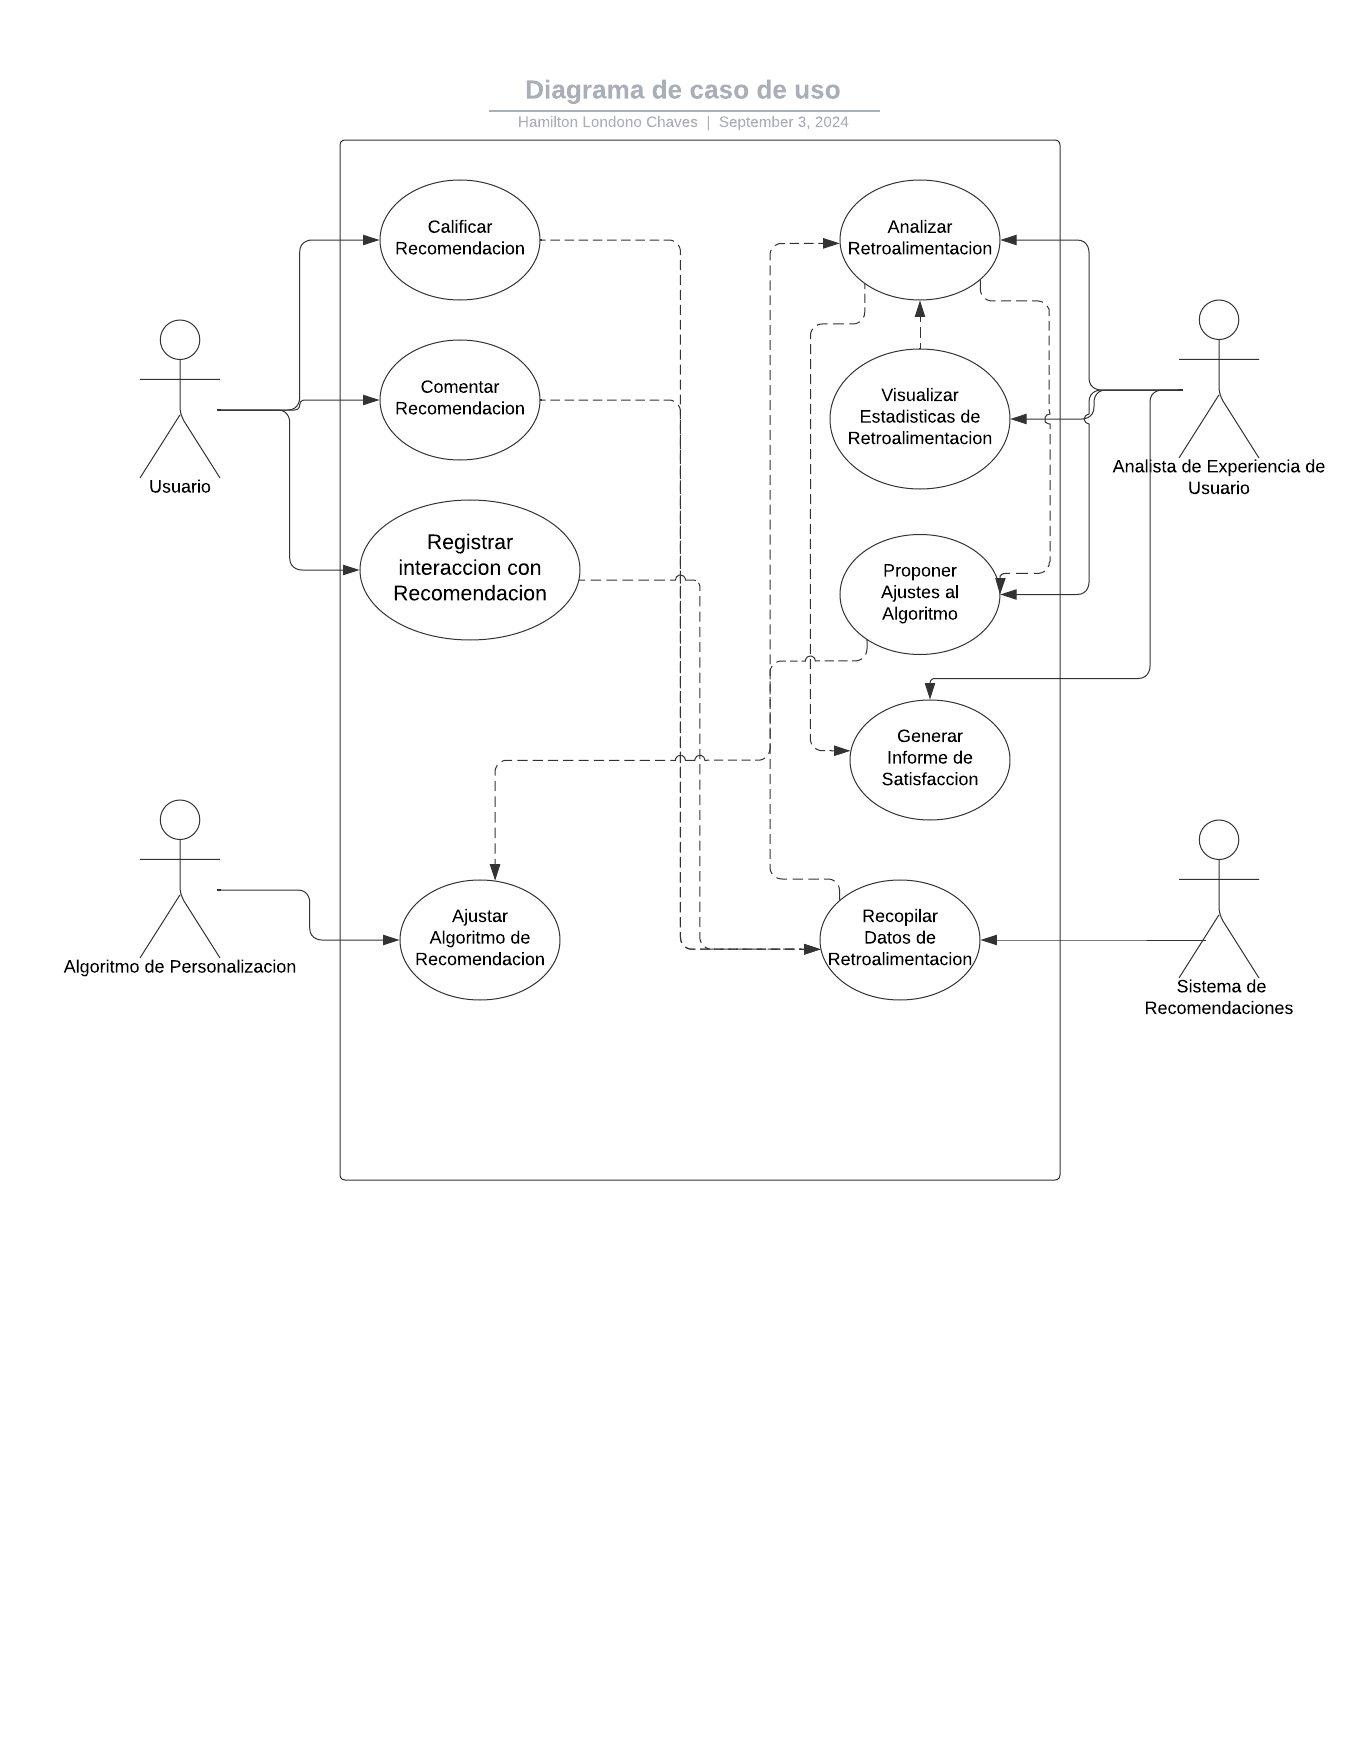 Diagrama de caso de uso
Hamilton Londono Chaves | September 3, 2024
Calificar
Recomendacion
Analizar
Retroalimentacion
Comentar
Recomendacion
Visualizar
Estadisticas de
Retroalimentacion
Usuario
Analista de Experiencia de
Usuario
Registrar
interaccion con
Recomendacion
Proponer
Ajustes al
Algoritmo
Generar
Informe de
Satisfaccion
Algoritmo de Personalizacion
Ajustar
Algoritmo de
Recomendacion
Recopilar
Datos de
Retroalimentacion
Sistema de
Recomendaciones